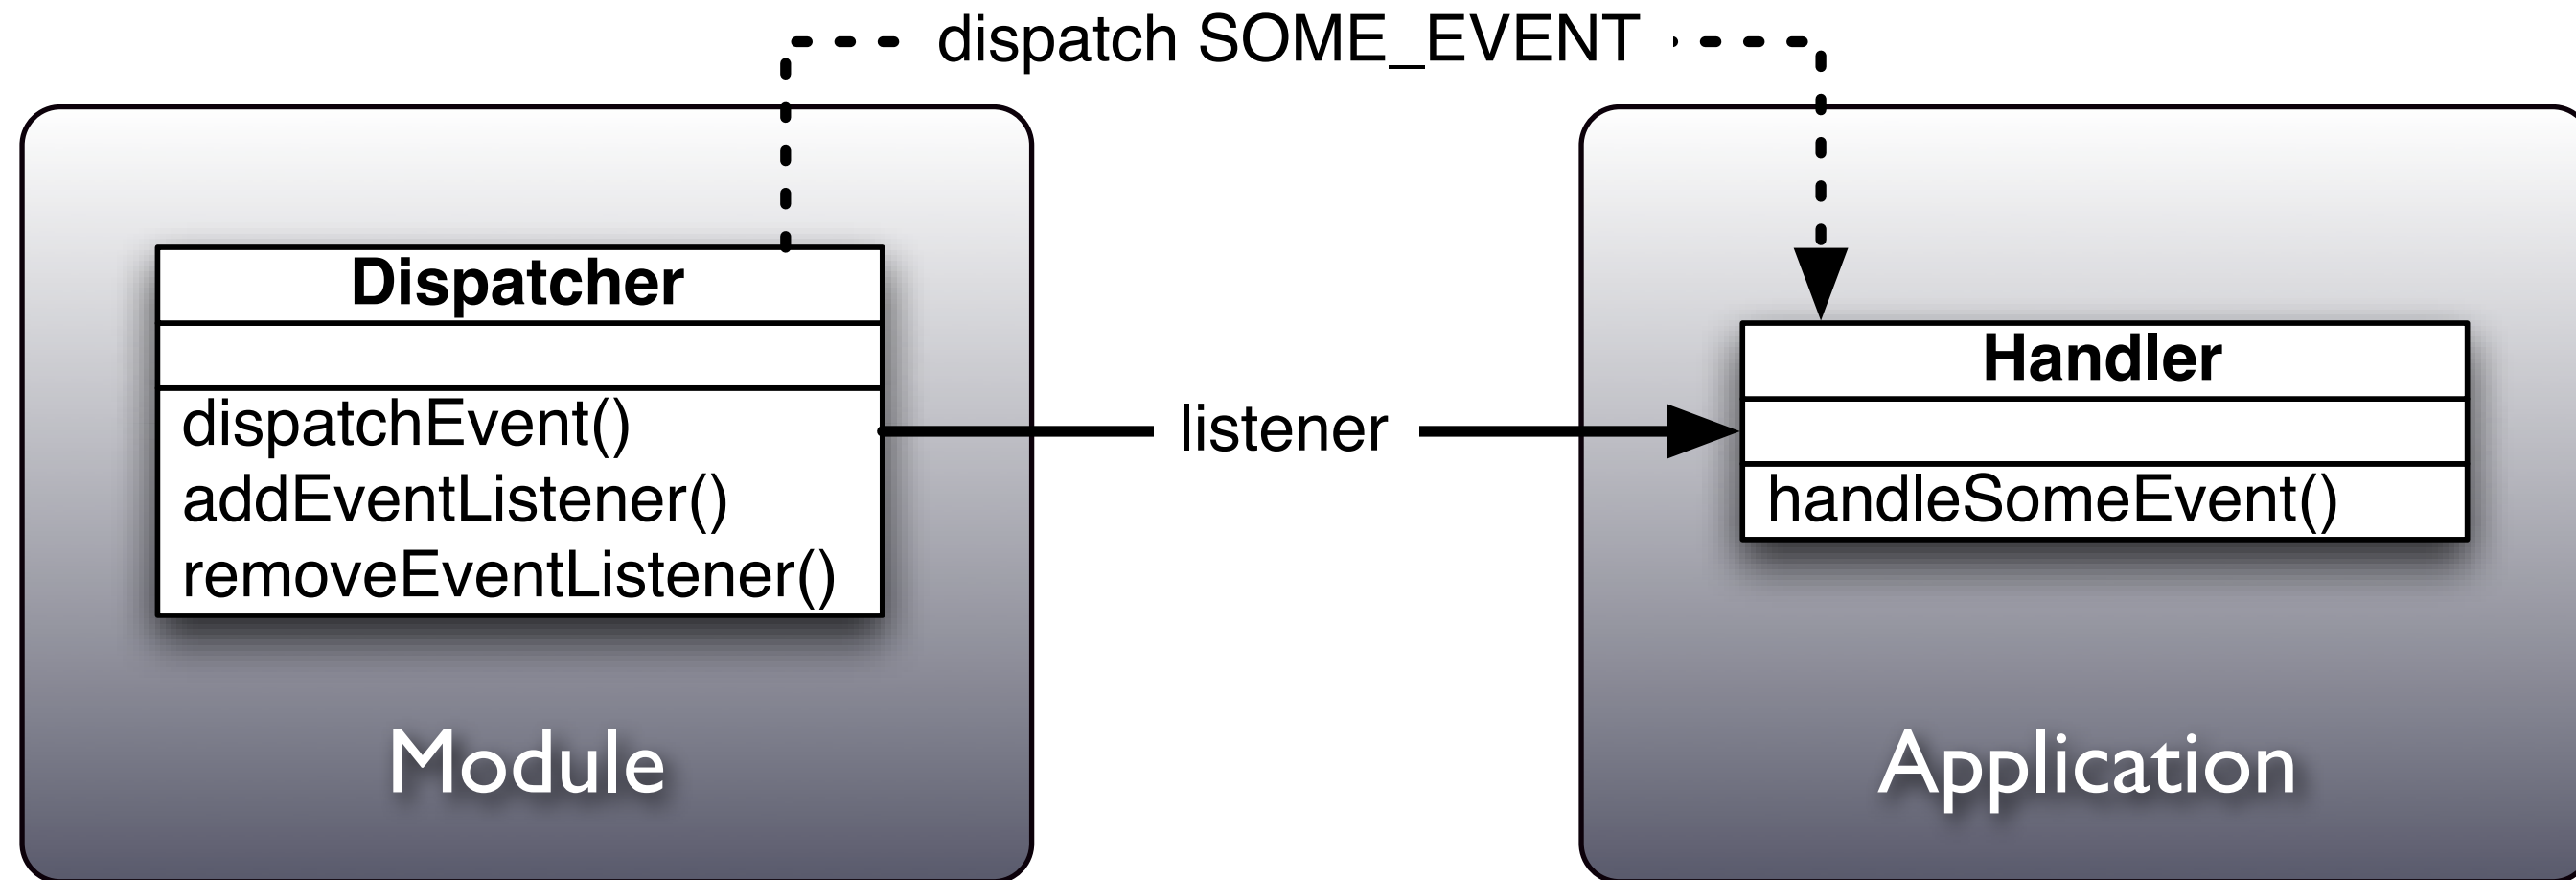 dispatch SOME_EVENT
Dispatcher
dispatchEvent()
addEventListener()
removeEventListener()
listener
Handler
handleSomeEvent()
Module
Application